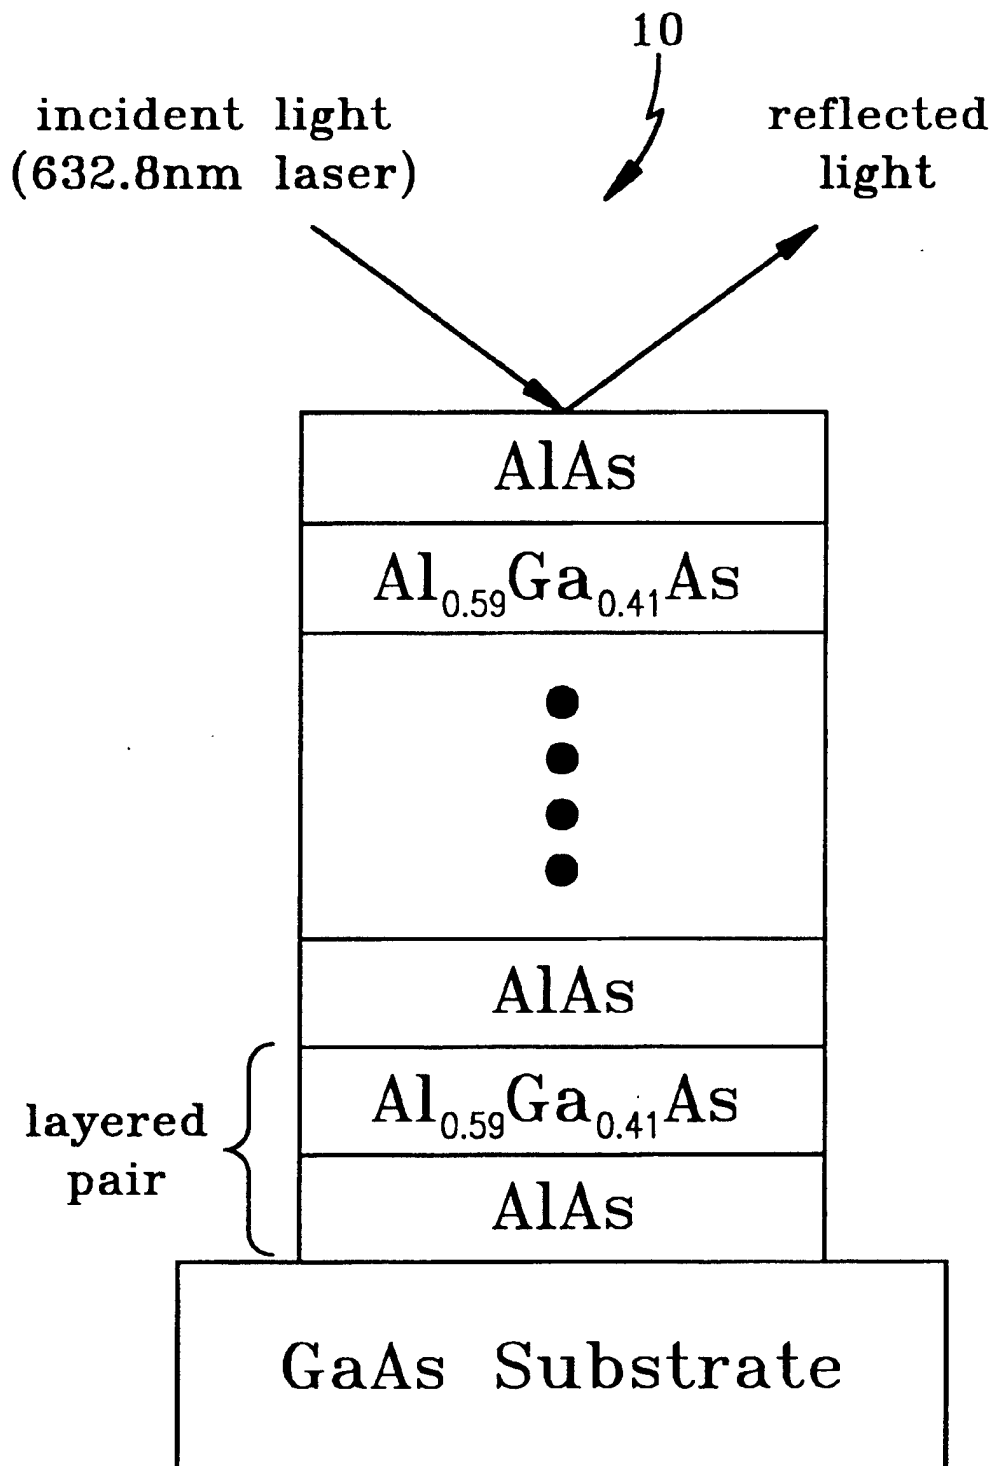 10
incident light
(632.8nm laser)
reflected
light
AlAs
Al0.59Ga0.41As
AlAs
Al0.59Ga0.41As
layered
pair
AlAs
GaAs Substrate